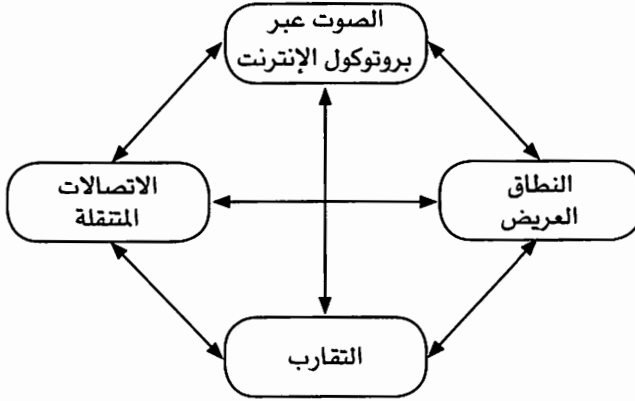 الصوت عبر
بروتوكول الإنترنت
النطاق
العريض
الاتصالات
المتنقلة
التقارب